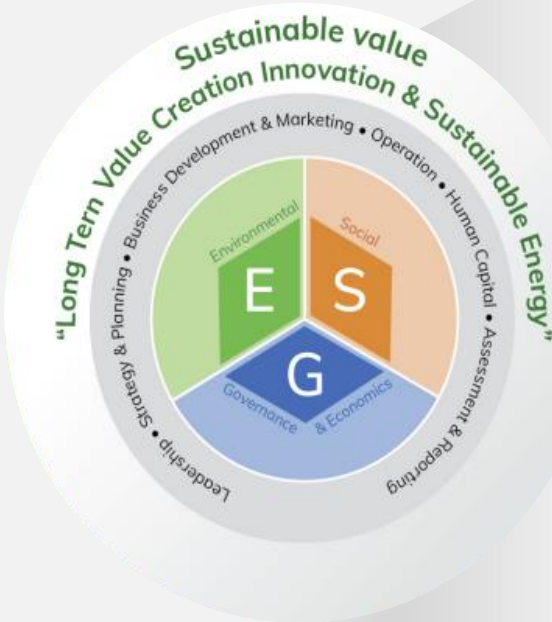 Sustainable value
“Long Tern Value Creation Innovation & Sustainable Energy”
Leadership • Strategy & Planning • Business Development & Marketing • Operation • Human Capital • Assessment & Reporting
Environmental
Social
E
S
G
Governance & Economics